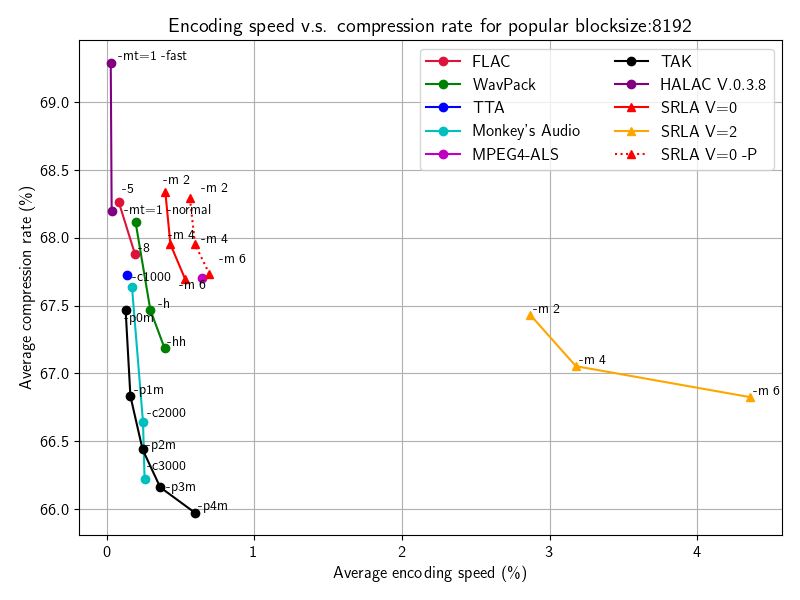 Encoding speed v.s. compression rate for popular blocksize:8192
FLAC
WavPack
TTA
Monkey's Audio
MPEG4-ALS
TAK
HALAC V.0.3.8
SRLA V=0
SRLA V=2
SRLA V=0 -P
-mt=1 -fast
-5
-mt=1 -normal
-8
-m 2
-m 2
-m 4
-m 4
-m 6
-m 6
-c1000
-p0m
-h
-hh
-p1m
-c2000
-p2m
-c3000
-p3m
-p4m
-m 2
-m 4
-m 6
69.0
68.5
68.0
67.5
67.0
66.5
66.0
0
1
2
3
4
Average compression rate (%)
Average encoding speed (%)